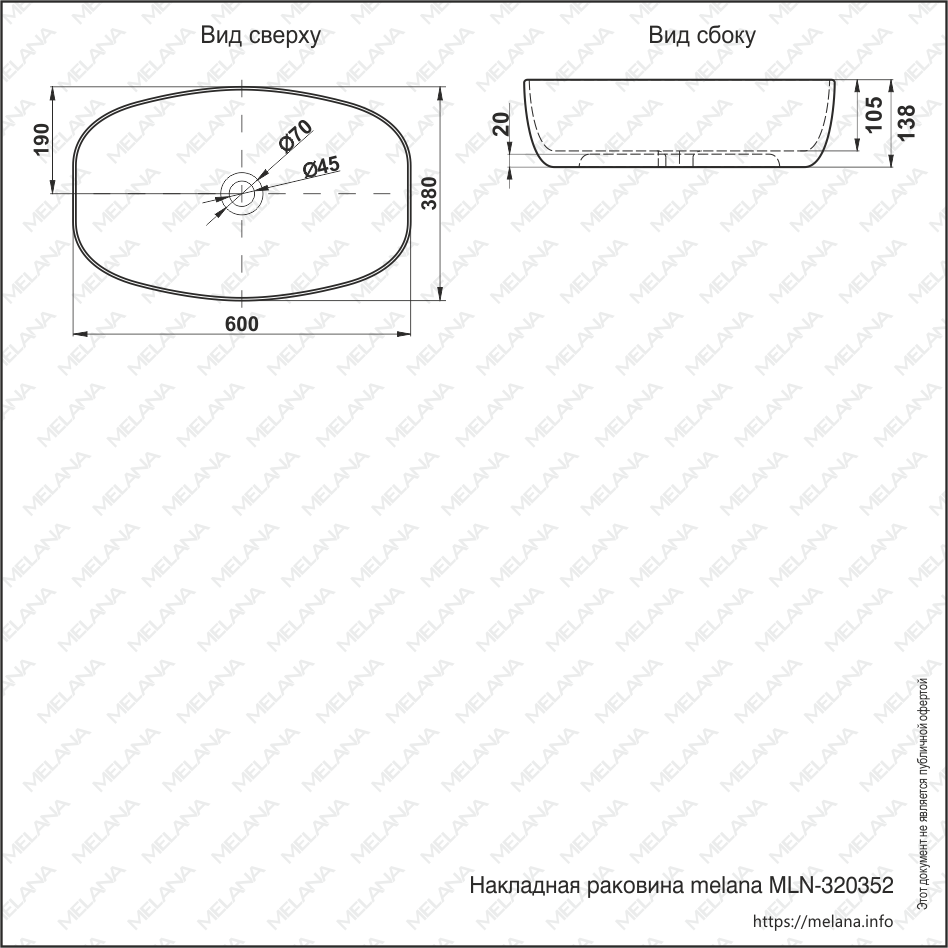 Вид сверху
Вид сбоку
190
Ø70
Ø45
380
600
20
105
138
Накладная раковина melana MLN-320352
https://melana.info
Этот документ не является публичной офертой
MELANA